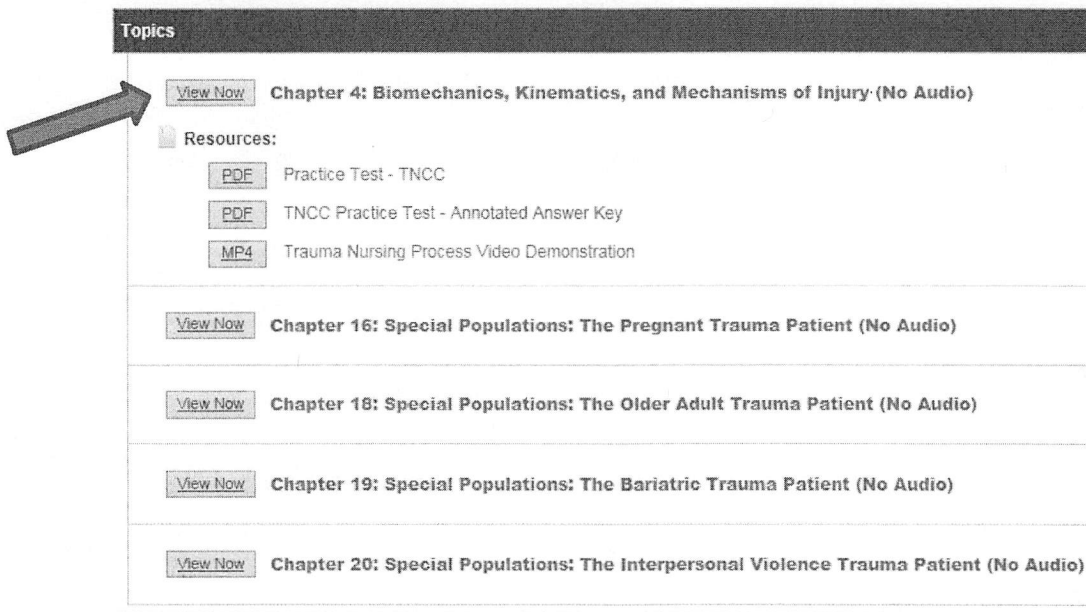 Topics
View Now Chapter 4: Biomechanics, Kinematics, and Mechanisms of Injury (No Audio)
Resources:
PDF Practice Test - TNCC
PDF TNCC Practice Test - Annotated Answer Key
MP4 Trauma Nursing Process Video Demonstration
View Now Chapter 16: Special Populations: The Pregnant Trauma Patient (No Audio)
View Now Chapter 18: Special Populations: The Older Adult Trauma Patient (No Audio)
View Now Chapter 19: Special Populations: The Bariatric Trauma Patient (No Audio)
View Now Chapter 20: Special Populations: The Interpersonal Violence Trauma Patient (No Audio)